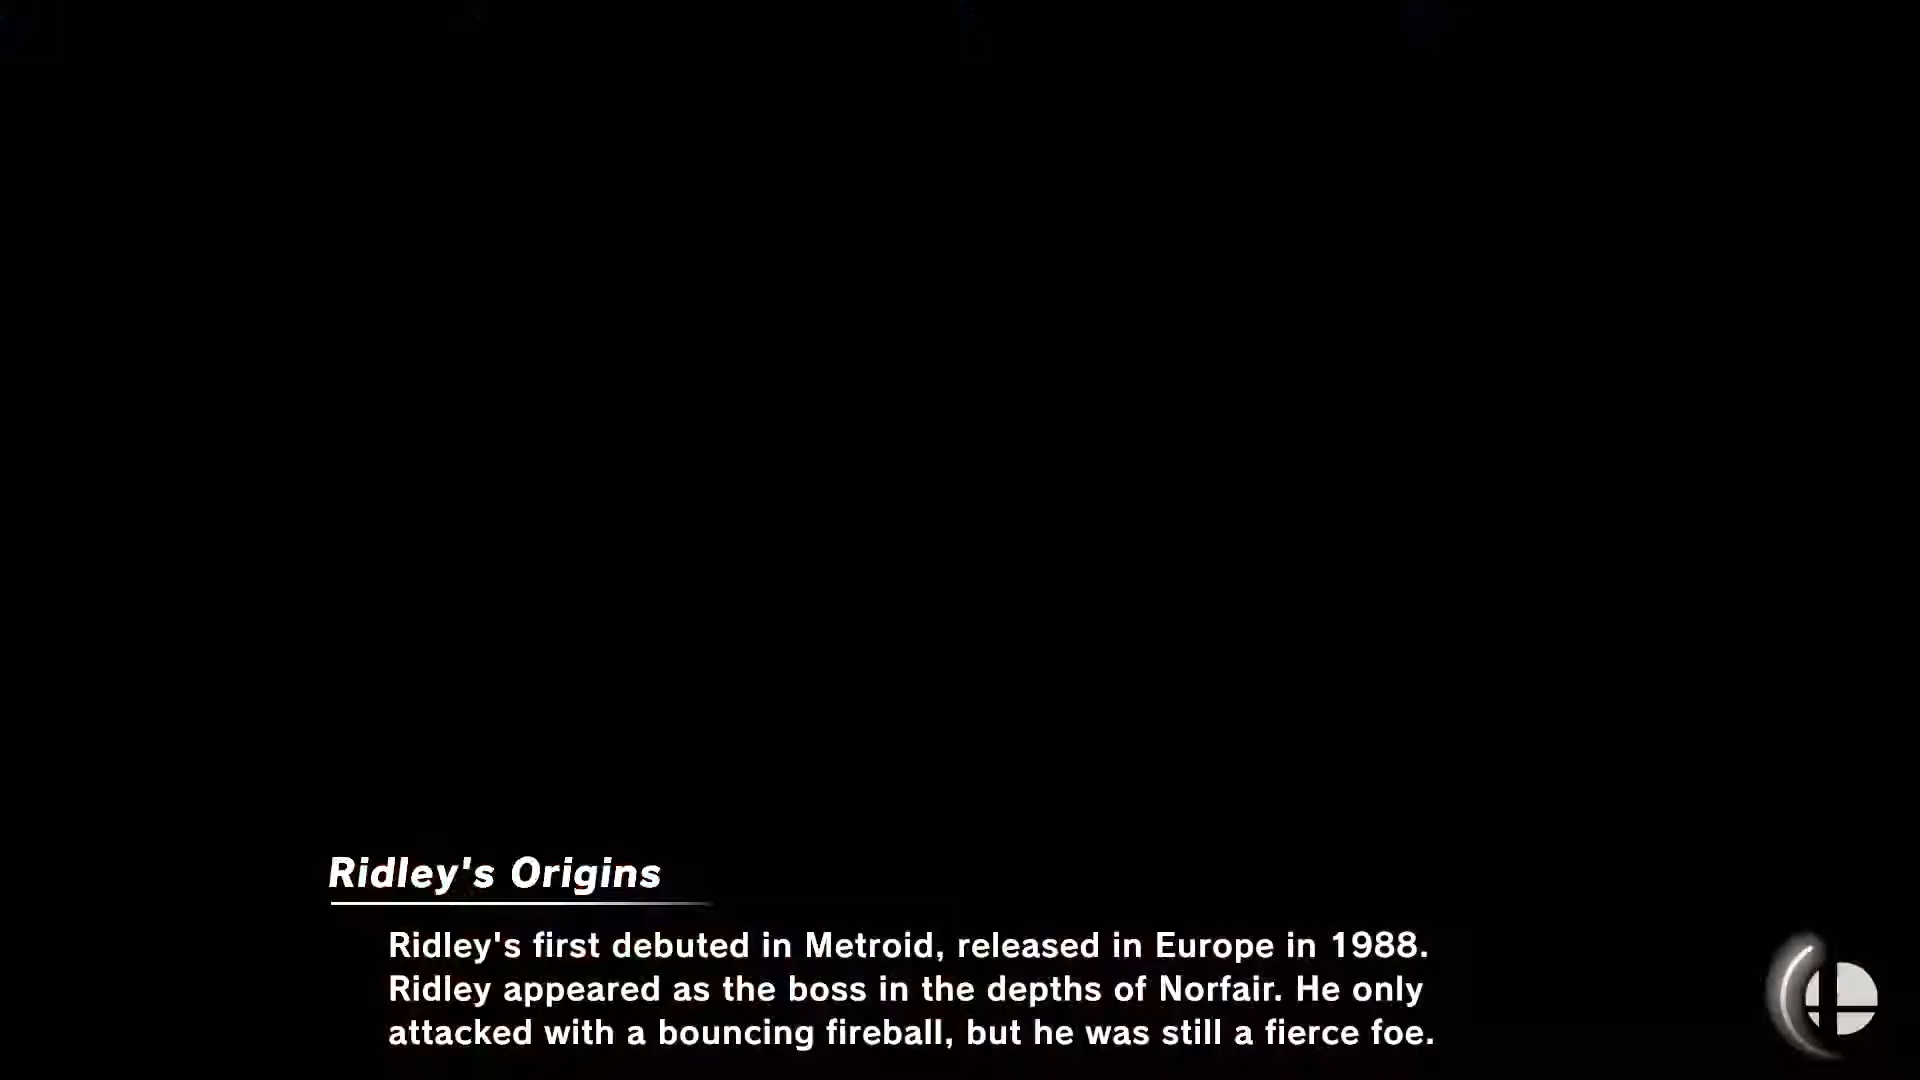 Ridley's Origins
Ridley's first debuted in Metroid, released in Europe in 1988.
Ridley appeared as the boss in the depths of Norfair. He only
attacked with a bouncing fireball, but he was still a fierce foe.